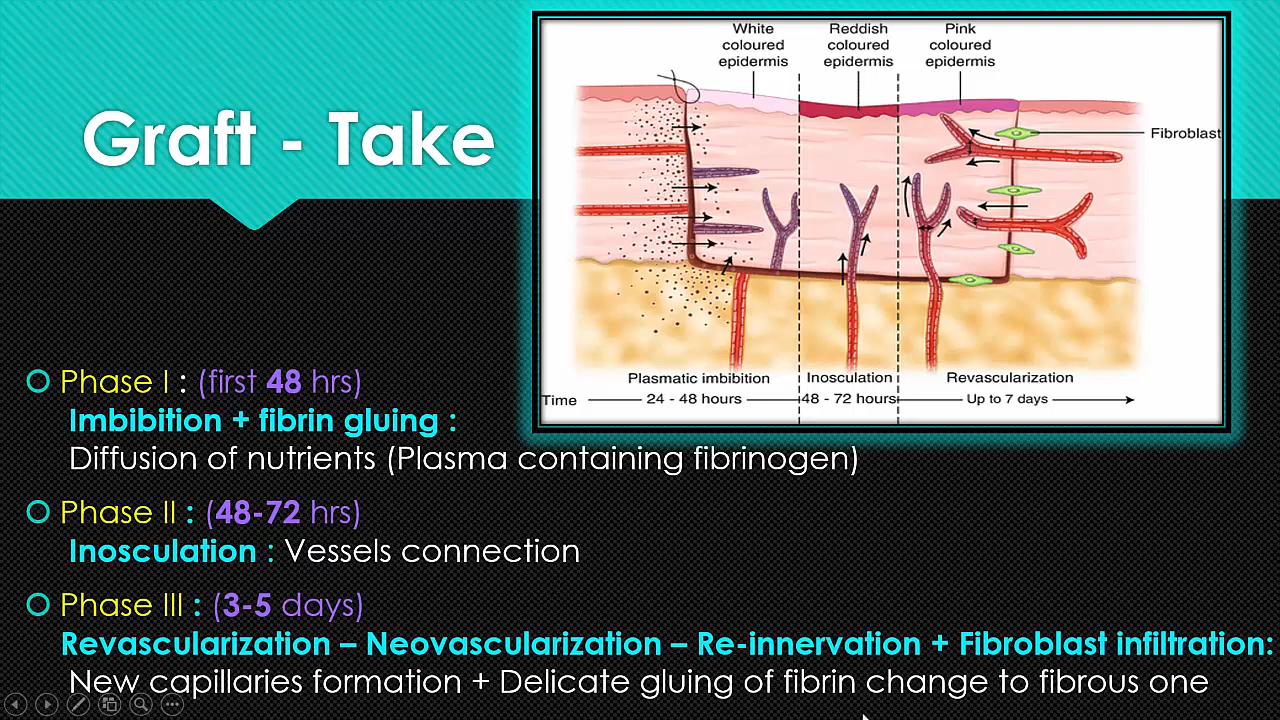 Graft - Take
White coloured epidermis
Reddish coloured epidermis
Pink coloured epidermis
Fibroblast
Plasmatic imbibition
Inosculation
Revascularization
Time
24 - 48 hours
48 - 72 hours
Up to 7 days
Phase I : (first 48 hrs)
Imbibition + fibrin gluing :
Diffusion of nutrients (Plasma containing fibrinogen)
Phase II : (48-72 hrs)
Inosculation : Vessels connection
Phase III : (3-5 days)
Revascularization – Neovascularization – Re-innervation + Fibroblast infiltration:
New capillaries formation + Delicate gluing of fibrin change to fibrous one